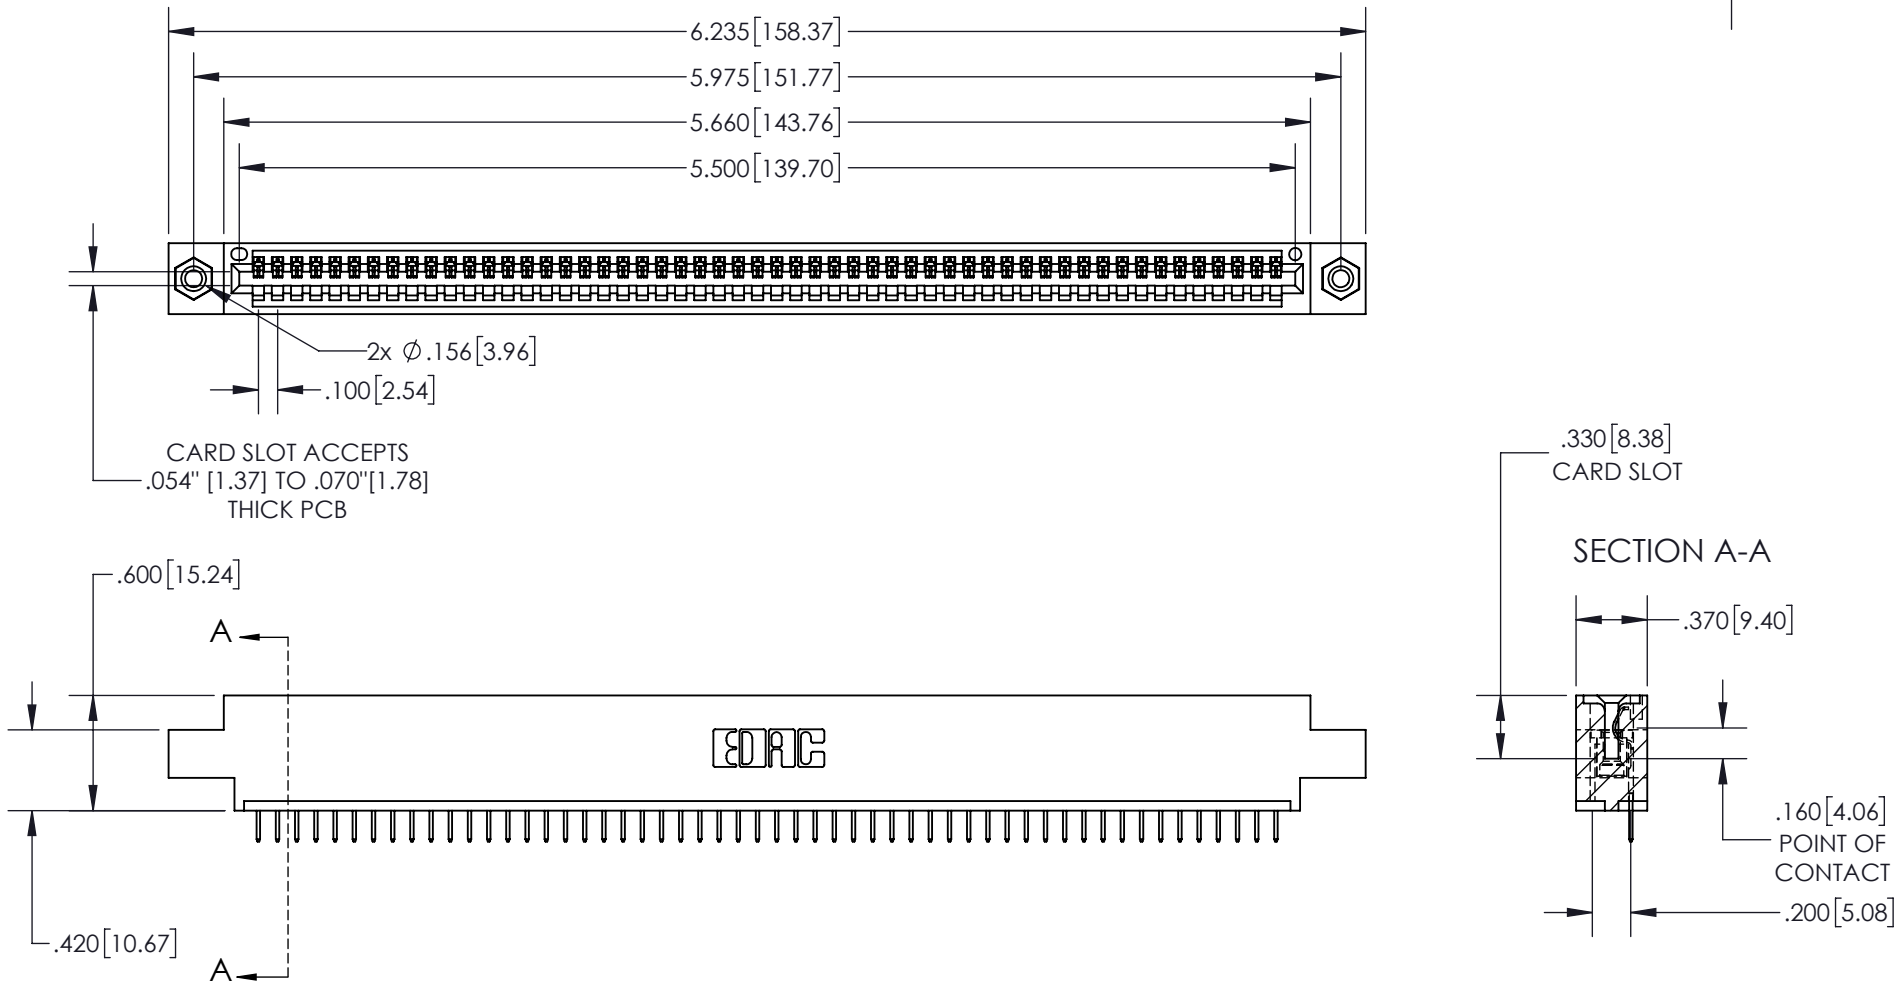 6.235[158.37]
5.975[151.77]
5.660[143.76]
5.500[139.70]
2x Ø.156[3.96]
.100[2.54]
CARD SLOT ACCEPTS
.054" [1.37] TO .070"[1.78]
THICK PCB
.330[8.38]
CARD SLOT
SECTION A-A
.600[15.24]
A
.370[9.40]
EDAC
.160[4.06]
POINT OF
CONTACT
.200[5.08]
.420[10.67]
A